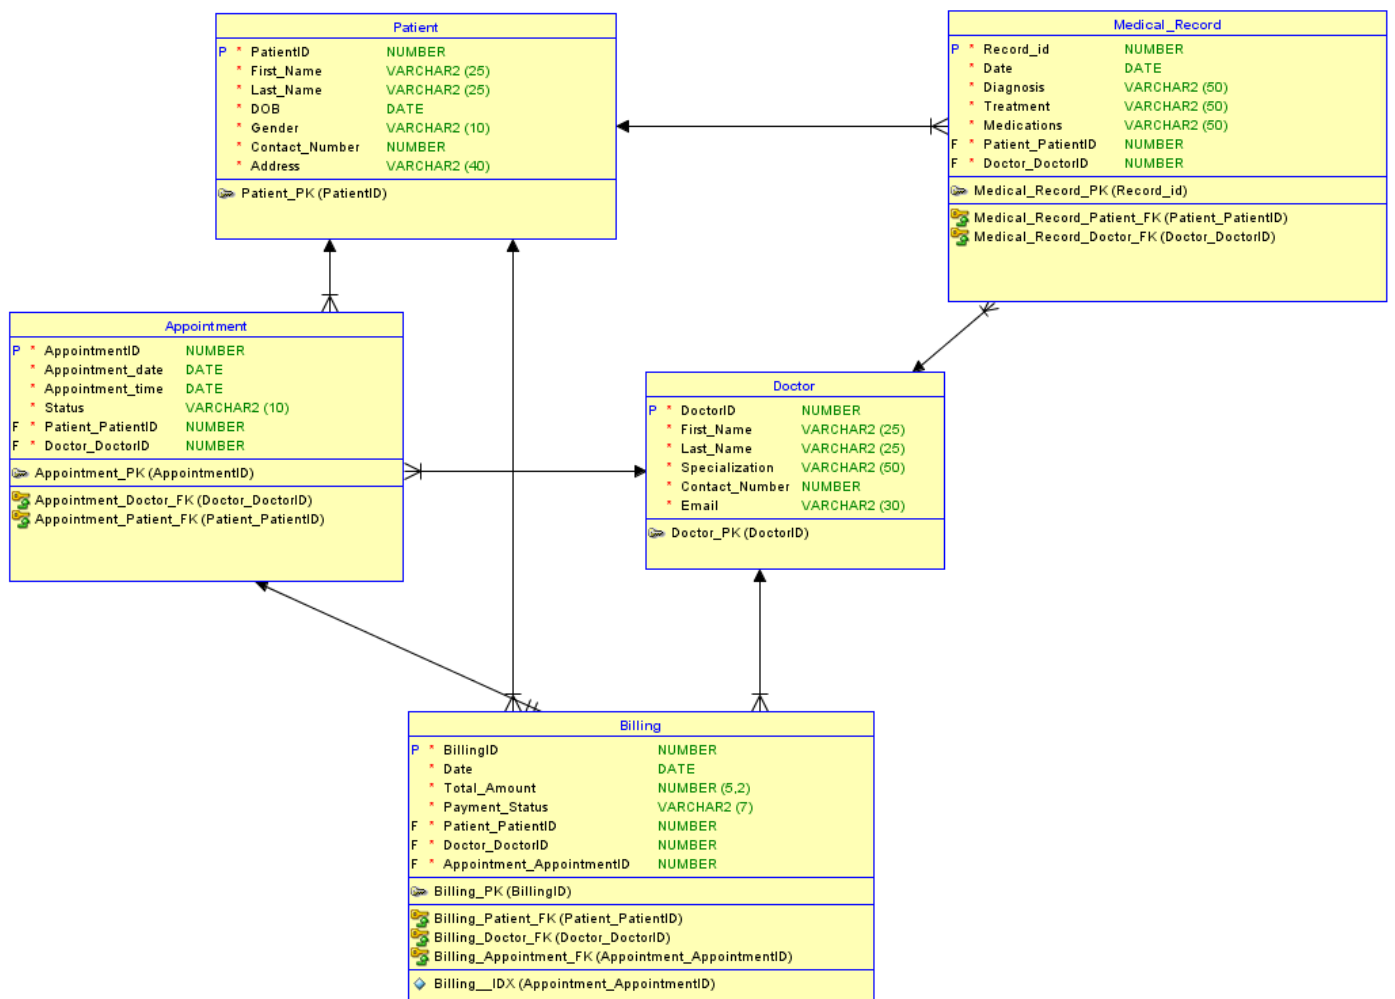 Patient
P * PatientID NUMBER
* First_Name VARCHAR2 (25)
* Last_Name VARCHAR2 (25)
* DOB DATE
* Gender VARCHAR2 (10)
* Contact_Number NUMBER
* Address VARCHAR2 (40)
Patient_PK (PatientID)
Medical_Record
P * Record_id NUMBER
* Date DATE
* Diagnosis VARCHAR2 (50)
* Treatment VARCHAR2 (50)
* Medications VARCHAR2 (50)
F * Patient_PatientID NUMBER
F * Doctor_DoctorID NUMBER
Medical_Record_PK (Record_id)
Medical_Record_Patient_FK (Patient_PatientID)
Medical_Record_Doctor_FK (Doctor_DoctorID)
Appointment
P * AppointmentID NUMBER
* Appointment_date DATE
* Appointment_time DATE
* Status VARCHAR2 (10)
F * Patient_PatientID NUMBER
F * Doctor_DoctorID NUMBER
Appointment_PK (AppointmentID)
Appointment_Doctor_FK (Doctor_DoctorID)
Appointment_Patient_FK (Patient_PatientID)
Doctor
P * DoctorID NUMBER
* First_Name VARCHAR2 (25)
* Last_Name VARCHAR2 (25)
* Specialization VARCHAR2 (50)
* Contact_Number NUMBER
* Email VARCHAR2 (30)
Doctor_PK (DoctorID)
Billing
P * BillingID NUMBER
* Date DATE
* Total_Amount NUMBER (5,2)
* Payment_Status VARCHAR2 (7)
F * Patient_PatientID NUMBER
F * Doctor_DoctorID NUMBER
F * Appointment_AppointmentID NUMBER
Billing_PK (BillingID)
Billing_Patient_FK (Patient_PatientID)
Billing_Doctor_FK (Doctor_DoctorID)
Billing_Appointment_FK (Appointment_AppointmentID)
Billing__IDX (Appointment_AppointmentID)